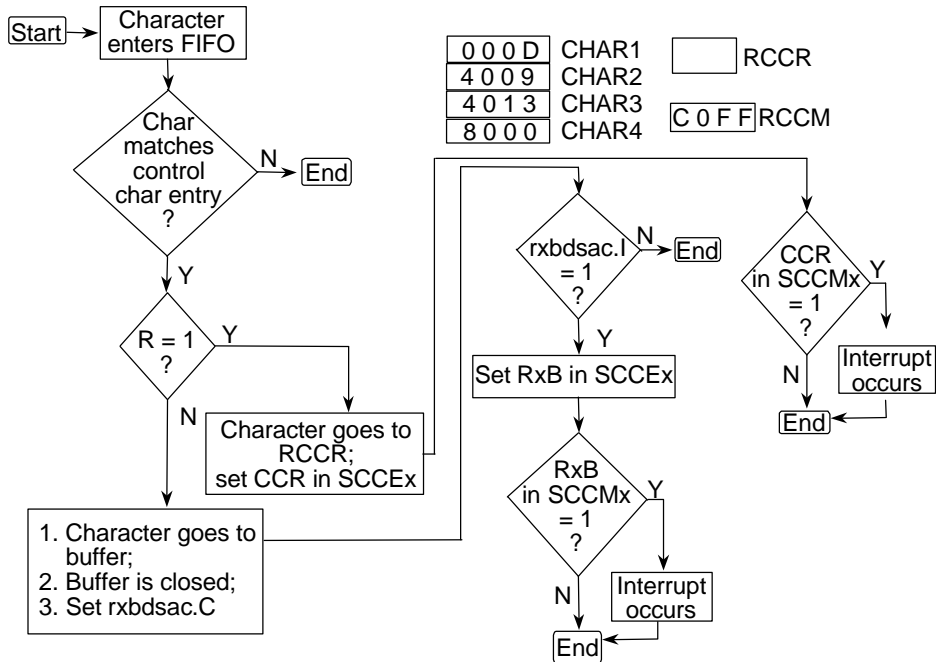 Start
Character
enters FIFO
0 0 0 D CHAR1
4 0 0 9 CHAR2
4 0 1 3 CHAR3
8 0 0 0 CHAR4
RCCR
C 0 F F RCCM
Char
matches
control
char entry
?
N
End
Y
R = 1
?
Y
N
Character goes to
RCCR;
set CCR in SCCEx
1. Character goes to
buffer;
2. Buffer is closed;
3. Set rxbdsac.C
rxbdsac.I
= 1
?
N
End
Y
Set RxB in SCCEx
RxB
in SCCMx
= 1
?
Y
N
Interrupt
occurs
End
CCR
in SCCMx
= 1
?
Y
N
Interrupt
occurs
End